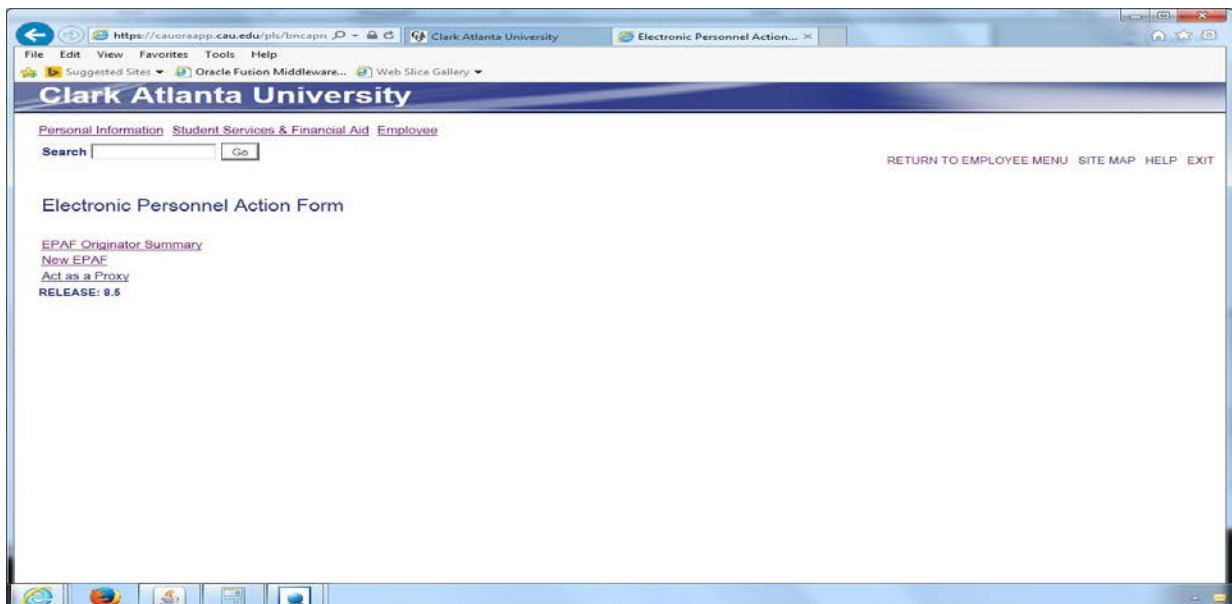 https://cauoraapp.cau.edu/pls/bncapr
Clark Atlanta University
Electronic Personnel Action...
File Edit View Favorites Tools Help
Suggested Sites Oracle Fusion Middleware... Web Slice Gallery
Clark Atlanta University
Personal Information Student Services & Financial Aid Employee
Search Go
RETURN TO EMPLOYEE MENU SITE MAP HELP EXIT
Electronic Personnel Action Form
EPAF Originator Summary
New EPAF
Act as a Proxy
RELEASE: 8.5